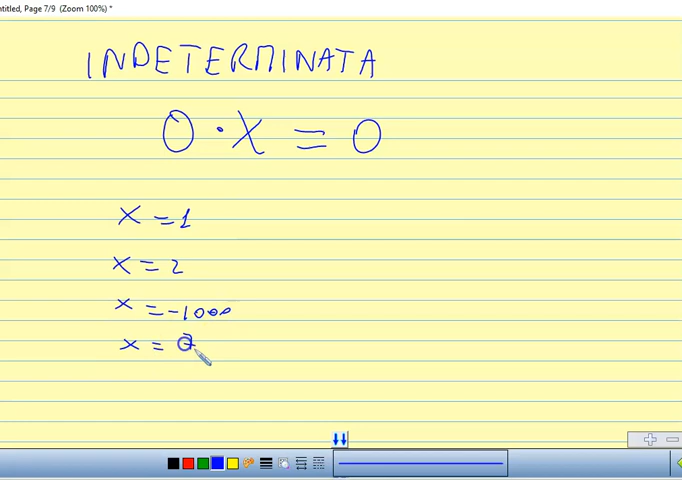 ntitled, Page 7/9 (Zoom 100%) *
INDETERMINATA
0 · X = 0
x = 1
x = 2
x = -1000
x =